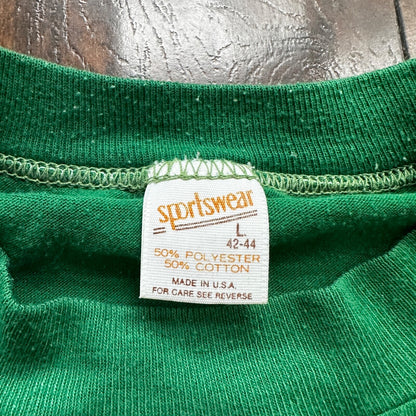 sportswear
L.
42-44
50% POLYESTER
50% COTTON
MADE IN U.S.A.
FOR CARE SEE REVERSE